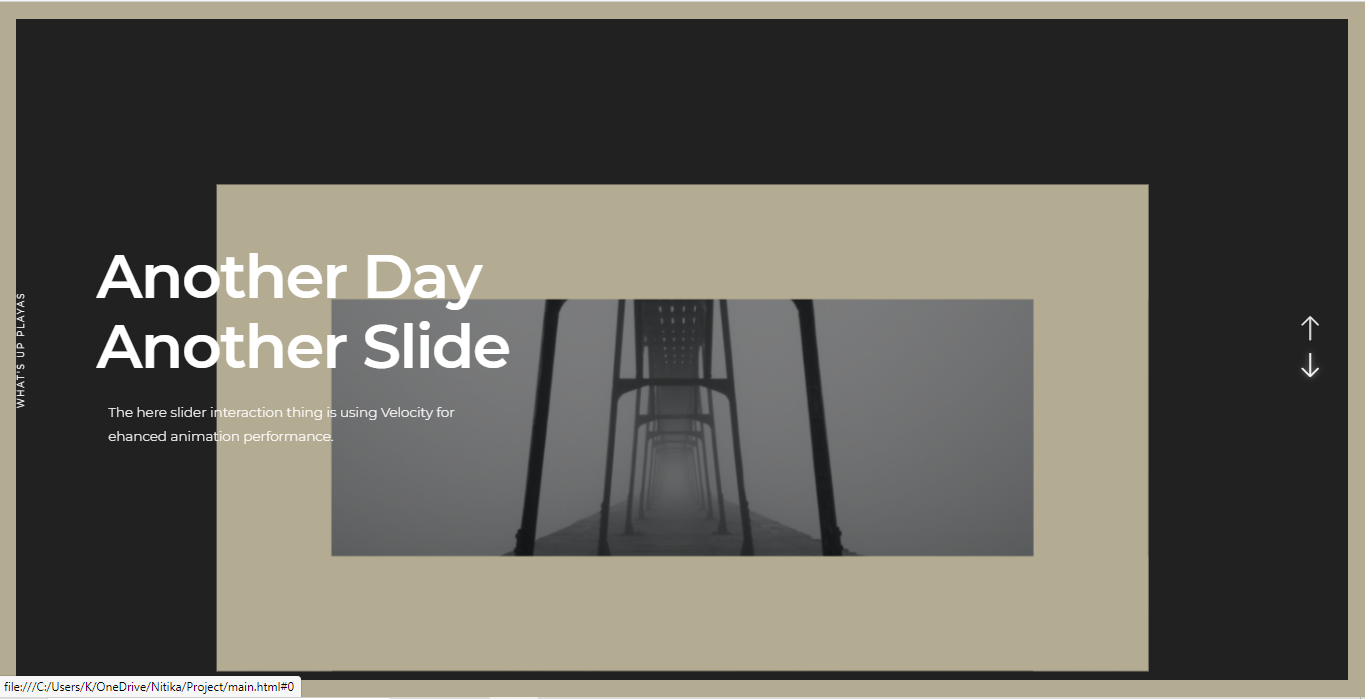 Another Day
Another Slide
WHAT'S UP PLAYAS
The here slider interaction thing is using Velocity for
ehanced animation performance.
file:///C:/Users/K/OneDrive/Nitika/Project/main.html#0